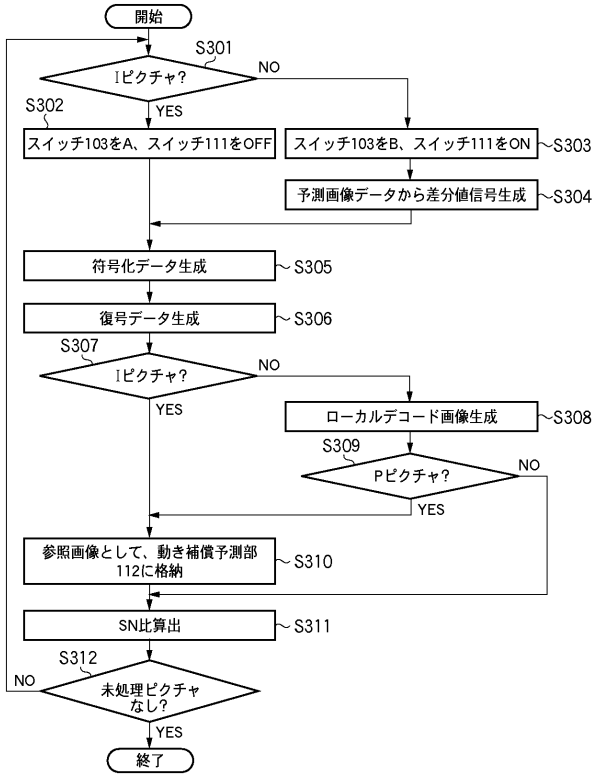 開始
S301
Iピクチャ?
NO
YES
S302
スイッチ103をA、スイッチ111をOFF
スイッチ103をB、スイッチ111をON
S303
予測画像データから差分値信号生成
S304
符号化データ生成
S305
復号データ生成
S306
S307
Iピクチャ?
NO
YES
ローカルデコード画像生成
S308
S309
Pピクチャ?
NO
YES
参照画像として、動き補償予測部
112に格納
S310
SN比算出
S311
S312
未処理ピクチャ
なし?
NO
YES
終了